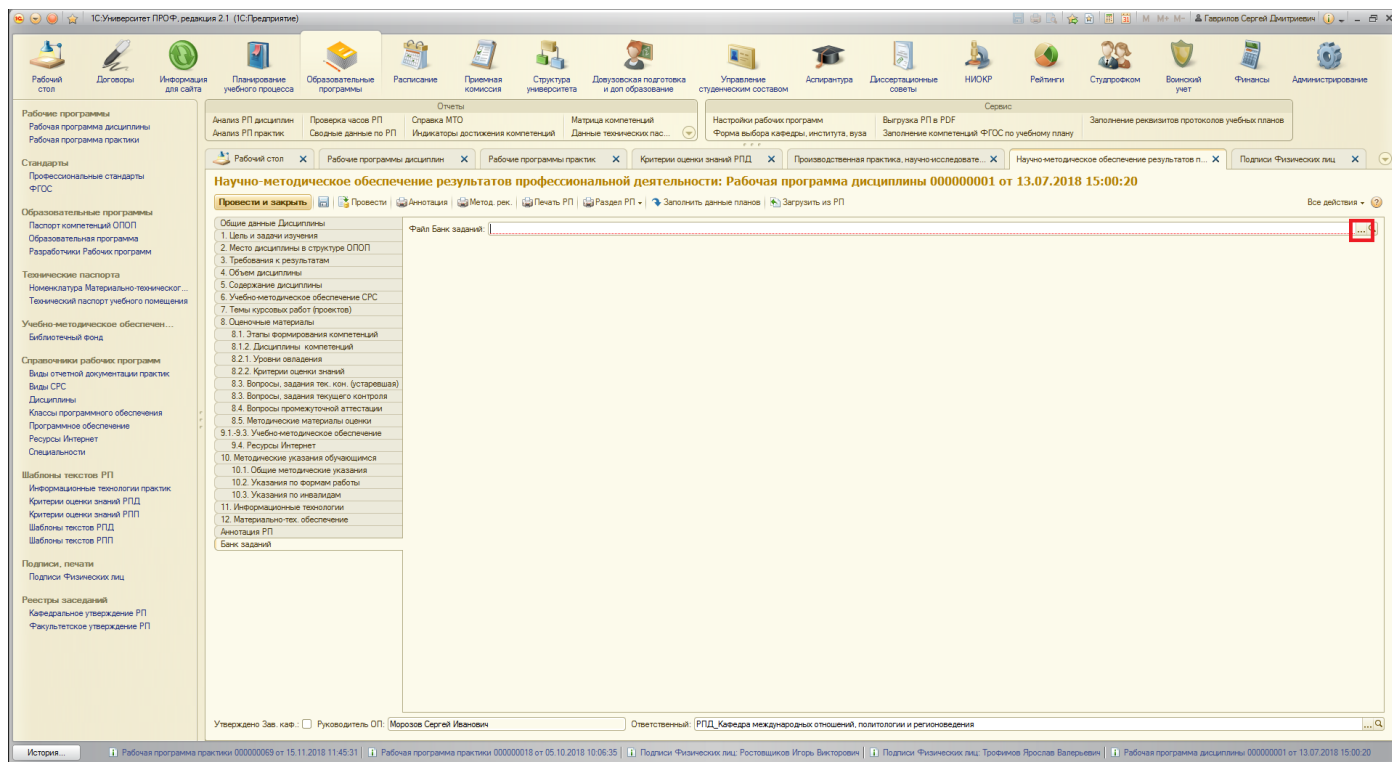 1С:Университет ПРОФ, редакция 2.1 (1С:Предприятие)
M M+ M- Гаврилов Сергей Дмитриевич
Рабочий стол
Договоры
Информация для сайта
Планирование учебного процесса
Образовательные программы
Расписание
Приемная комиссия
Структура университета
Довузовская подготовка и доп образование
Управление студенческим составом
Аспирантура
Диссертационные советы
НИОКР
Рейтинги
Студпрофком
Воинский учет
Финансы
Администрирование
Рабочие программы
Рабочая программа дисциплины
Рабочая программа практики
Стандарты
Профессиональные стандарты
ФГОС
Образовательные программы
Паспорт компетенций ОПОП
Образовательная программа
Разработчики Рабочих программ
Технические паспорта
Номенклатура Материально-техническог...
Технический паспорт учебного помещения
Учебно-методическое обеспечен...
Библиотечный фонд
Справочники рабочих программ
Виды отчетной документации практик
Виды СРС
Дисциплины
Классы программного обеспечения
Программное обеспечение
Ресурсы Интернет
Специальности
Шаблоны текстов РП
Информационные технологии практик
Критерии оценки знаний РПД
Критерии оценки знаний РПП
Шаблоны текстов РПД
Шаблоны текстов РПП
Подписи, печати
Подписи Физических лиц
Реестры заседаний
Кафедральное утверждение РП
Факультетское утверждение РП
Отчеты
Анализ РП дисциплин Проверка часов РП Справка МТО Матрица компетенций
Анализ РП практик Сводные данные по РП Индикаторы достижения компетенций Данные технических пас...
Сервис
Настройки рабочих программ Выгрузка РП в PDF Заполнение реквизитов протоколов учебных планов
Форма выбора кафедры, института, вуза Заполнение компетенций ФГОС по учебному плану
Рабочий стол X Рабочие программы дисциплин X Рабочие программы практик X Критерии оценки знаний РПД X Производственная практика, научно-исследовате... X Научно-методическое обеспечение результатов п... X Подписи Физических лиц X
Научно-методическое обеспечение результатов профессиональной деятельности: Рабочая программа дисциплины 000000001 от 13.07.2018 15:00:20
Провести и закрыть Провести Аннотация Метод. рек. Печать РП Раздел РП Заполнить данные планов Загрузить из РП Все действия
Общие данные Дисциплины
1. Цель и задачи изучения
2. Место дисциплины в структуре ОПОП
3. Требования к результатам
4. Объем дисциплины
5. Содержание дисциплины
6. Учебно-методическое обеспечение СРС
7. Темы курсовых работ (проектов)
8. Оценочные материалы
8.1. Этапы формирования компетенций
8.1.2. Дисциплины компетенций
8.2.1. Уровни овладения
8.2.2. Критерии оценки знаний
8.3. Вопросы, задания тек. кон. (устаревшая)
8.3. Вопросы, задания текущего контроля
8.4. Вопросы промежуточной аттестации
8.5. Методические материалы оценки
9.1.-9.3. Учебно-методическое обеспечение
9.4. Ресурсы Интернет
10. Методические указания обучающимся
10.1. Общие методические указания
10.2. Указания по формам работы
10.3. Указания по инвалидам
11. Информационные технологии
12. Материально-тех. обеспечение
Аннотация РП
Банк заданий
Файл Банк заданий: ...
Утверждено Зав. каф.: Руководитель ОП: Морозов Сергей Иванович Ответственный: РПД_Кафедра международных отношений, политологии и регионоведения ...
История... Рабочая программа практики 000000069 от 15.11.2018 11:45:31 Рабочая программа практики 000000018 от 05.10.2018 10:06:35 Подписи Физических лиц: Ростовщиков Игорь Викторович Подписи Физических лиц: Трофимов Ярослав Валерьевич Рабочая программа дисциплины 000000001 от 13.07.2018 15:00:20